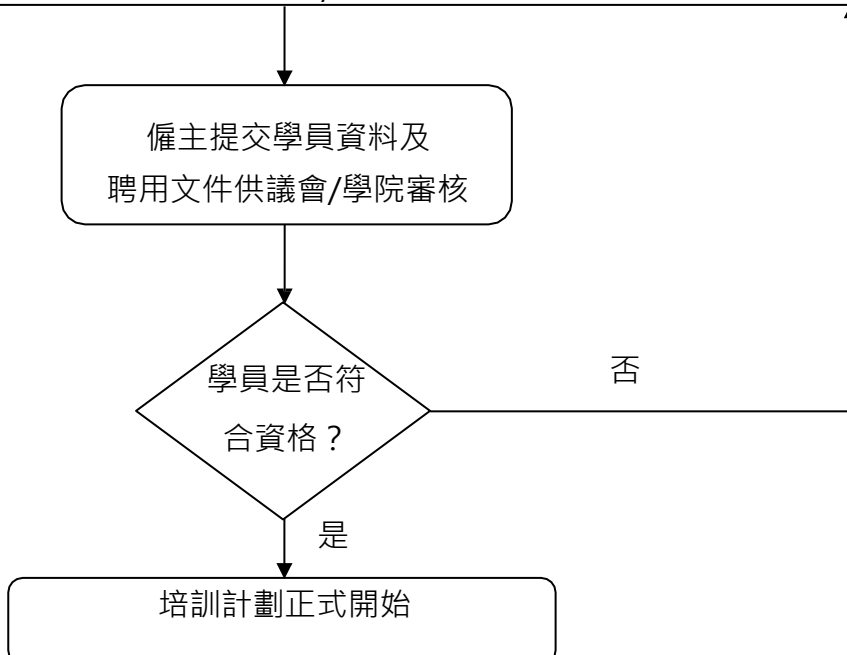 僱主提交學員資料及
聘用文件供議會/學院審核
學員是否符
合資格？
否
是
培訓計劃正式開始